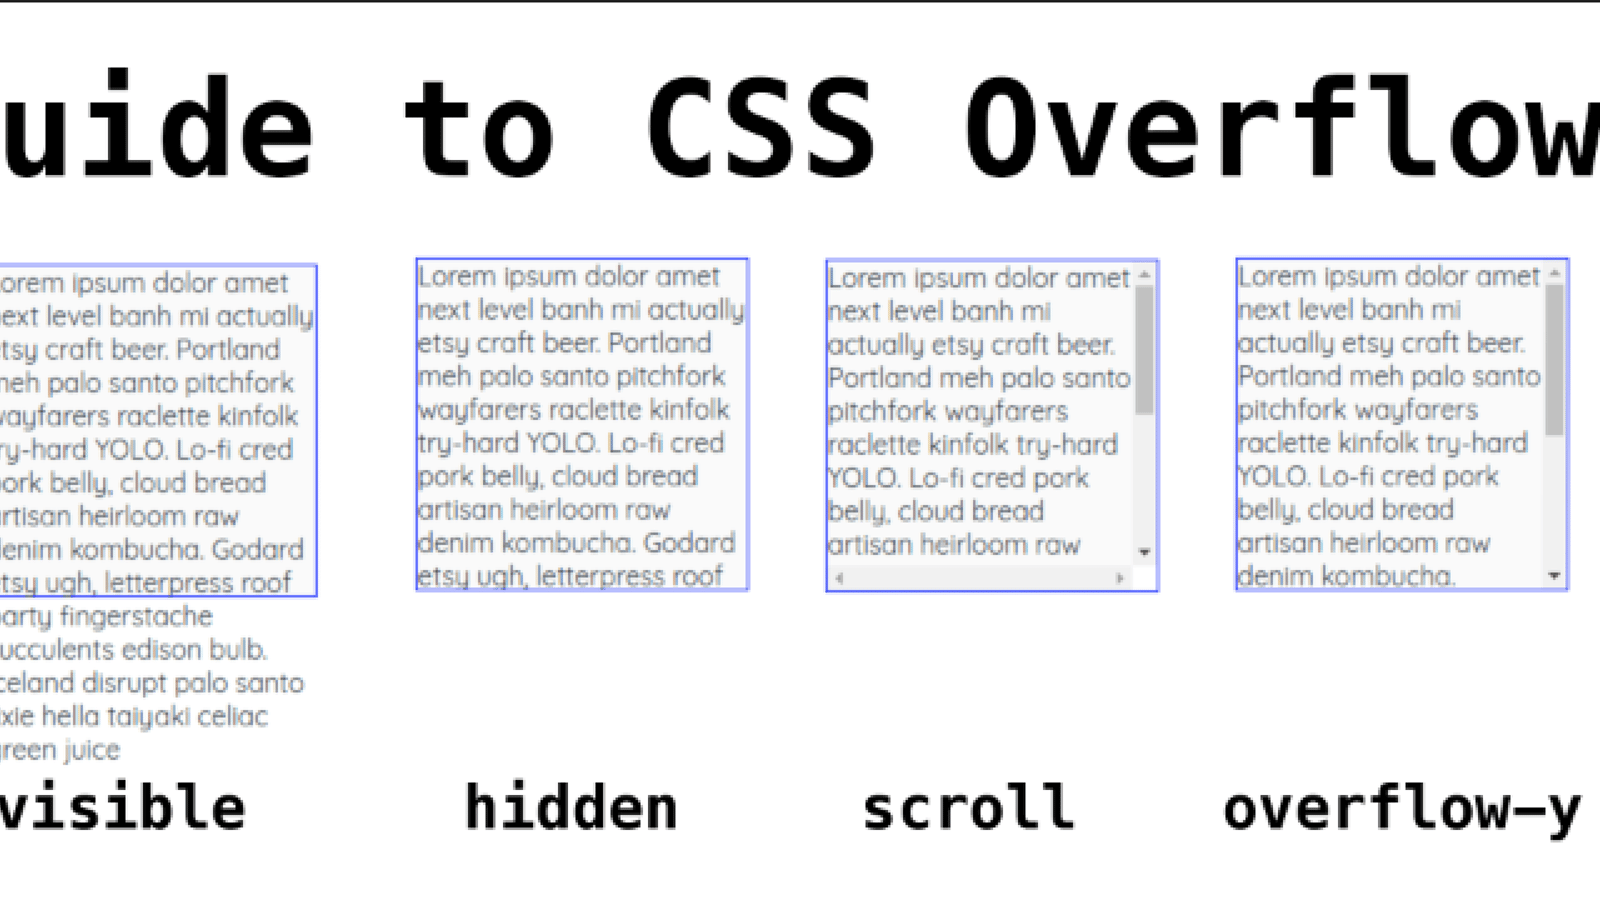 uide to CSS Overflow
orem ipsum dolor amet
ext level banh mi actually
tsy craft beer. Portland
meh palo santo pitchfork
wayfarers raclette kinfolk
ry-hard YOLO. Lo-fi cred
pork belly, cloud bread
artisan heirloom raw
denim kombucha. Godard
etsy ugh, letterpress roof
party fingerstache
ucculents edison bulb.
celand disrupt palo santo
ixie hella taiyaki celiac
green juice
visible
Lorem ipsum dolor amet
next level banh mi actually
etsy craft beer. Portland
meh palo santo pitchfork
wayfarers raclette kinfolk
try-hard YOLO. Lo-fi cred
pork belly, cloud bread
artisan heirloom raw
denim kombucha. Godard
etsy ugh, letterpress roof
hidden
Lorem ipsum dolor amet
next level banh mi
actually etsy craft beer.
Portland meh palo santo
pitchfork wayfarers
raclette kinfolk try-hard
YOLO. Lo-fi cred pork
belly, cloud bread
artisan heirloom raw
scroll
Lorem ipsum dolor amet
next level banh mi
actually etsy craft beer.
Portland meh palo santo
pitchfork wayfarers
raclette kinfolk try-hard
YOLO. Lo-fi cred pork
belly, cloud bread
artisan heirloom raw
denim kombucha.
overflow-y